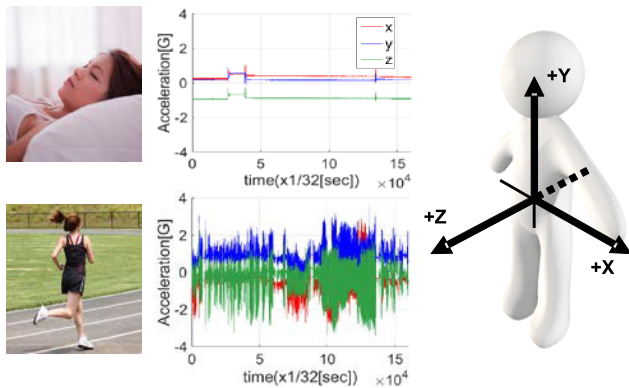 4
2
0
-2
-4
Acceleration[G]
x
y
z
0 5 10 15
×10⁴
time(x1/32[sec])
4
2
0
-2
-4
Acceleration[G]
0 5 10 15
×10⁴
time(x1/32[sec])
+Y
+Z
+X